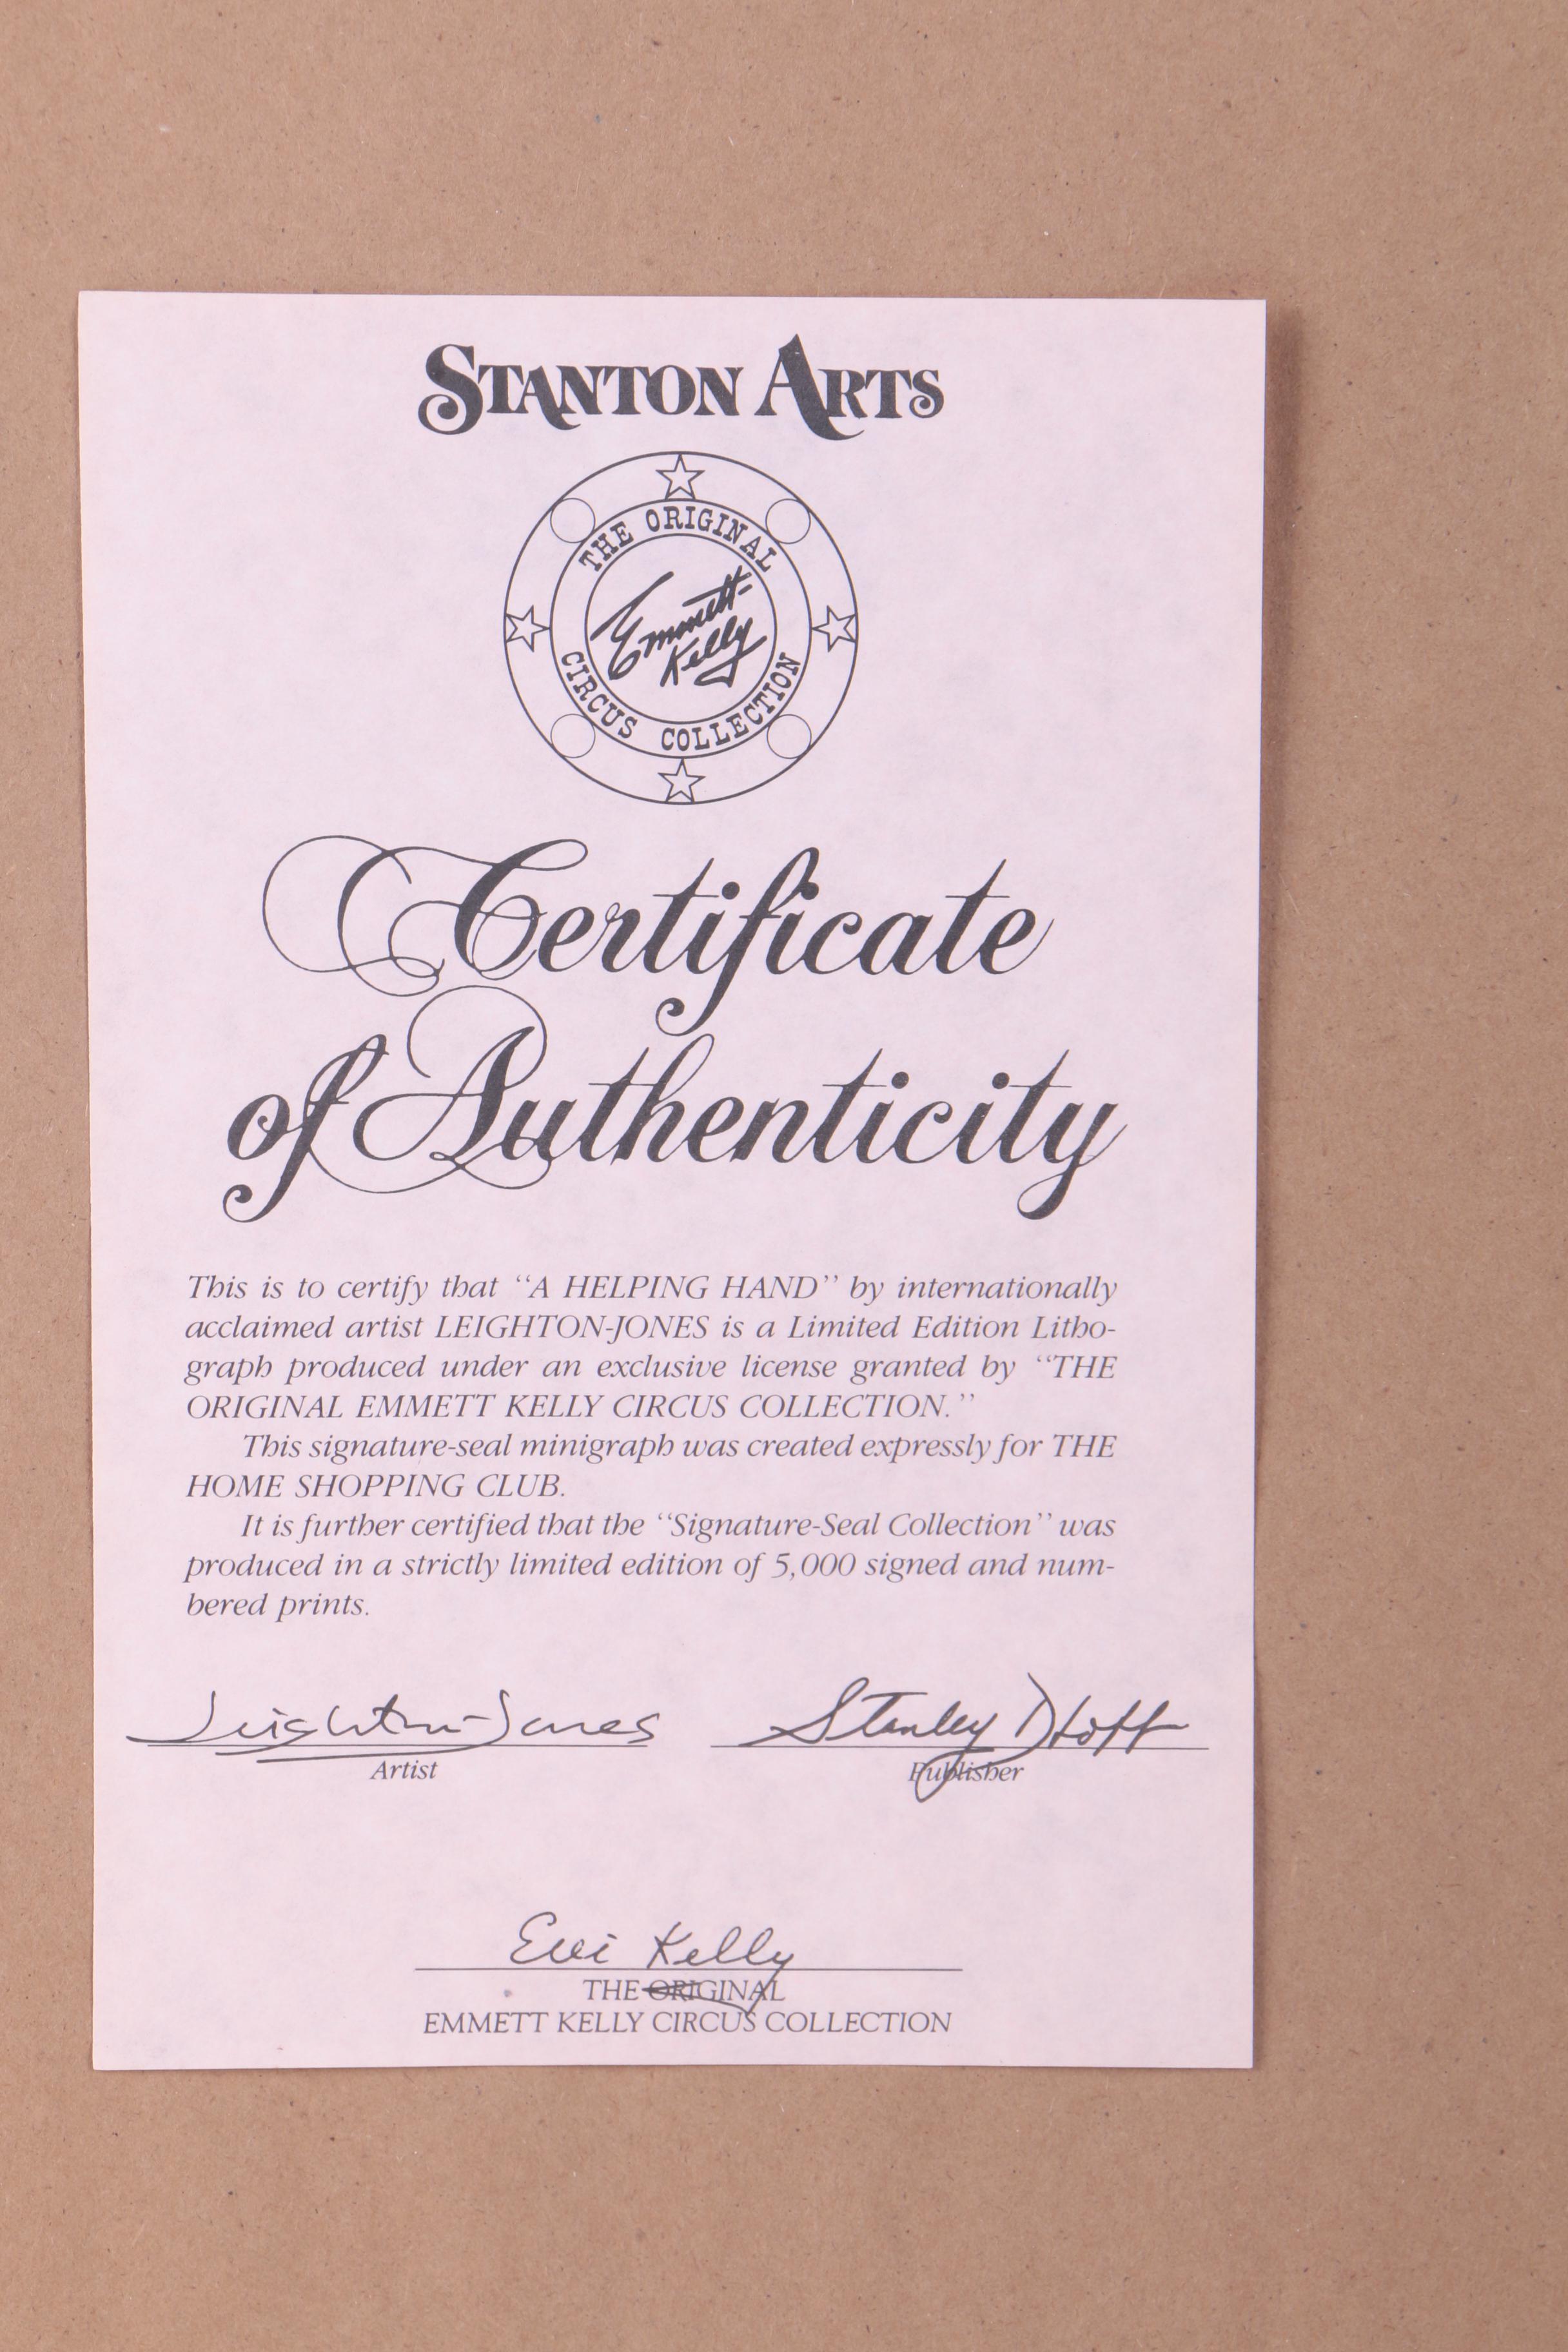 STANTON ARTS
THE ORIGINAL
Emmett
Kelly
CIRCUS COLLECTION
Certificate
of Authenticity
This is to certify that “A HELPING HAND” by internationally
acclaimed artist LEIGHTON-JONES is a Limited Edition Litho-
graph produced under an exclusive license granted by “THE
ORIGINAL EMMETT KELLY CIRCUS COLLECTION.”
This signature-seal minigraph was created expressly for THE
HOME SHOPPING CLUB.
It is further certified that the “Signature-Seal Collection” was
produced in a strictly limited edition of 5,000 signed and num-
bered prints.
Leighton-Jones Stanley
Artist Publisher
Evi Kelly
THE ORIGINAL
EMMETT KELLY CIRCUS COLLECTION